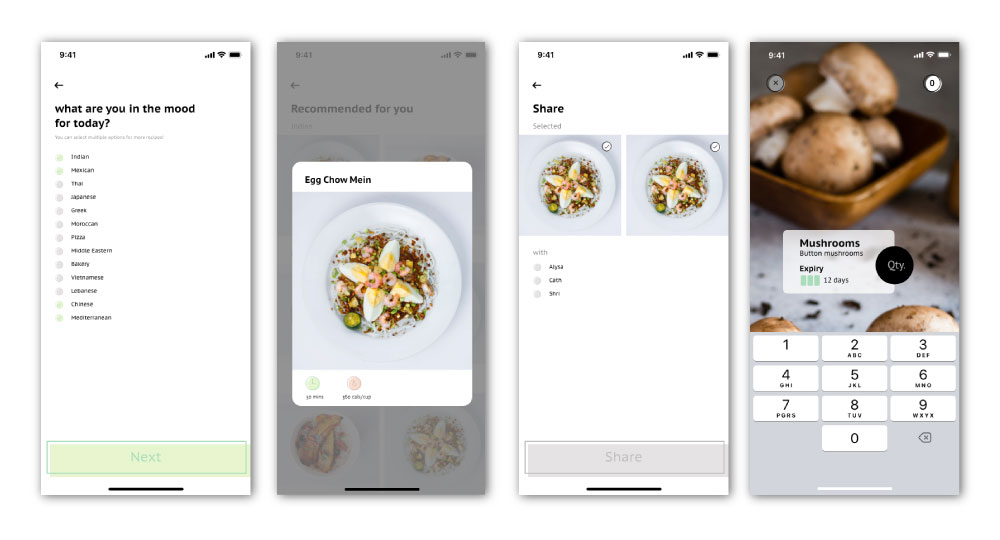 9:41
what are you in the mood
for today?
You can select multiple options for more recipes!
Indian
Mexican
Thai
Japanese
Greek
Moroccan
Pizza
Middle Eastern
Bakery
Vietnamese
Lebanese
Chinese
Mediterranean
Next
9:41
Recommended for you
Indian
Egg Chow Mein
30 mins
360 cals/cup
9:41
Share
Selected
with
Alysa
Cath
Shri
Share
9:41
0
Mushrooms
Button mushrooms
Qty.
Expiry
12 days
1
2
ABC
3
DEF
4
GHI
5
JKL
6
MNO
7
PQRS
8
TUV
9
WXYX
0